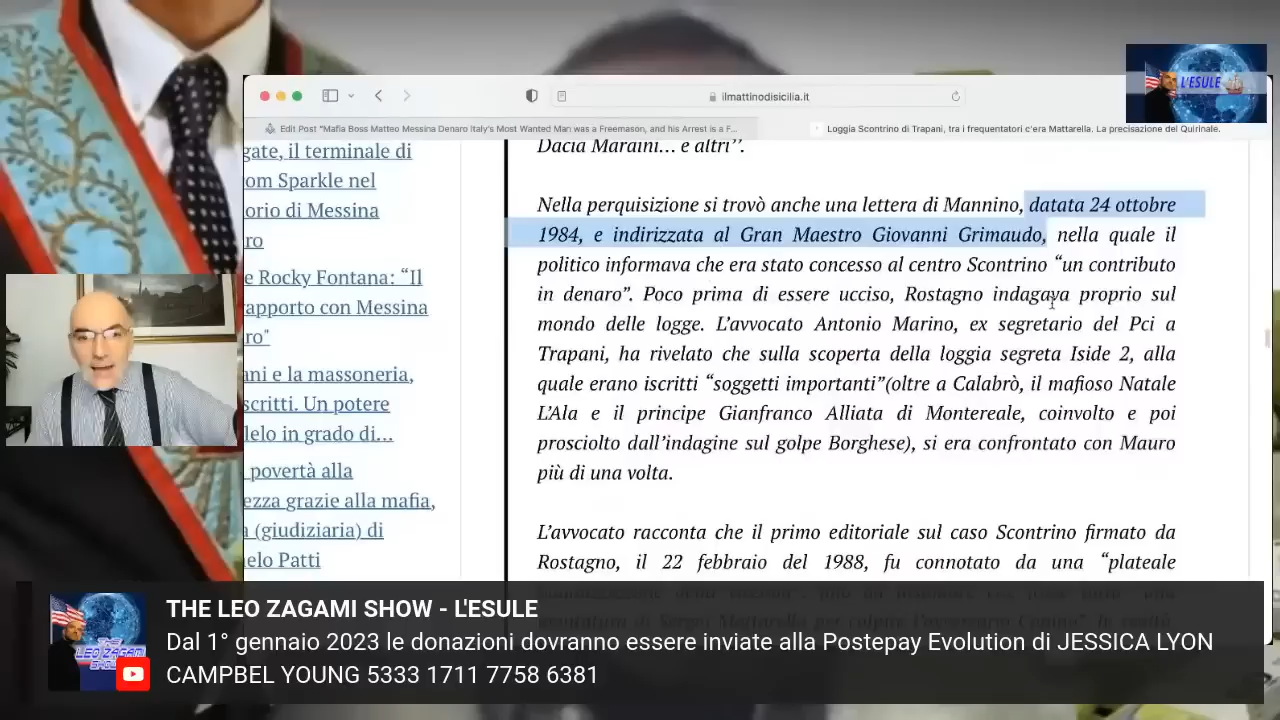 L'ESULE
ilmattinodisicilia.it
Edit Post "Mafia Boss Matteo Messina Denaro Italy's Most Wanted Man was a Freemason, and his Arrest is a F...
Loggia Scontrino di Trapani, tra i frequentatori c'era Mattarella. La precisazione del Quirinale.
gate, il terminale di
om Sparkle nel
orio di Messina
ro
e Rocky Fontana: “Il
rapporto con Messina
ro"
ani e la massoneria,
scritti. Un potere
lelo in grado di…
povertà alla
ezza grazie alla mafia,
a (giudiziaria) di
elo Patti
Dacia Maraini… e altri’’.
Nella perquisizione si trovò anche una lettera di Mannino, datata 24 ottobre
1984, e indirizzata al Gran Maestro Giovanni Grimaudo, nella quale il
politico informava che era stato concesso al centro Scontrino “un contributo
in denaro”. Poco prima di essere ucciso, Rostagno indagava proprio sul
mondo delle logge. L’avvocato Antonio Marino, ex segretario del Pci a
Trapani, ha rivelato che sulla scoperta della loggia segreta Iside 2, alla
quale erano iscritti “soggetti importanti”(oltre a Calabrò, il mafioso Natale
L’Ala e il principe Gianfranco Alliata di Montereale, coinvolto e poi
prosciolto dall’indagine sul golpe Borghese), si era confrontato con Mauro
più di una volta.
L’avvocato racconta che il primo editoriale sul caso Scontrino firmato da
Rostagno, il 22 febbraio del 1988, fu connotato da una “plateale
THE LEO ZAGAMI SHOW - L'ESULE
Dal 1° gennaio 2023 le donazioni dovranno essere inviate alla Postepay Evolution di JESSICA LYON
CAMPBEL YOUNG 5333 1711 7758 6381